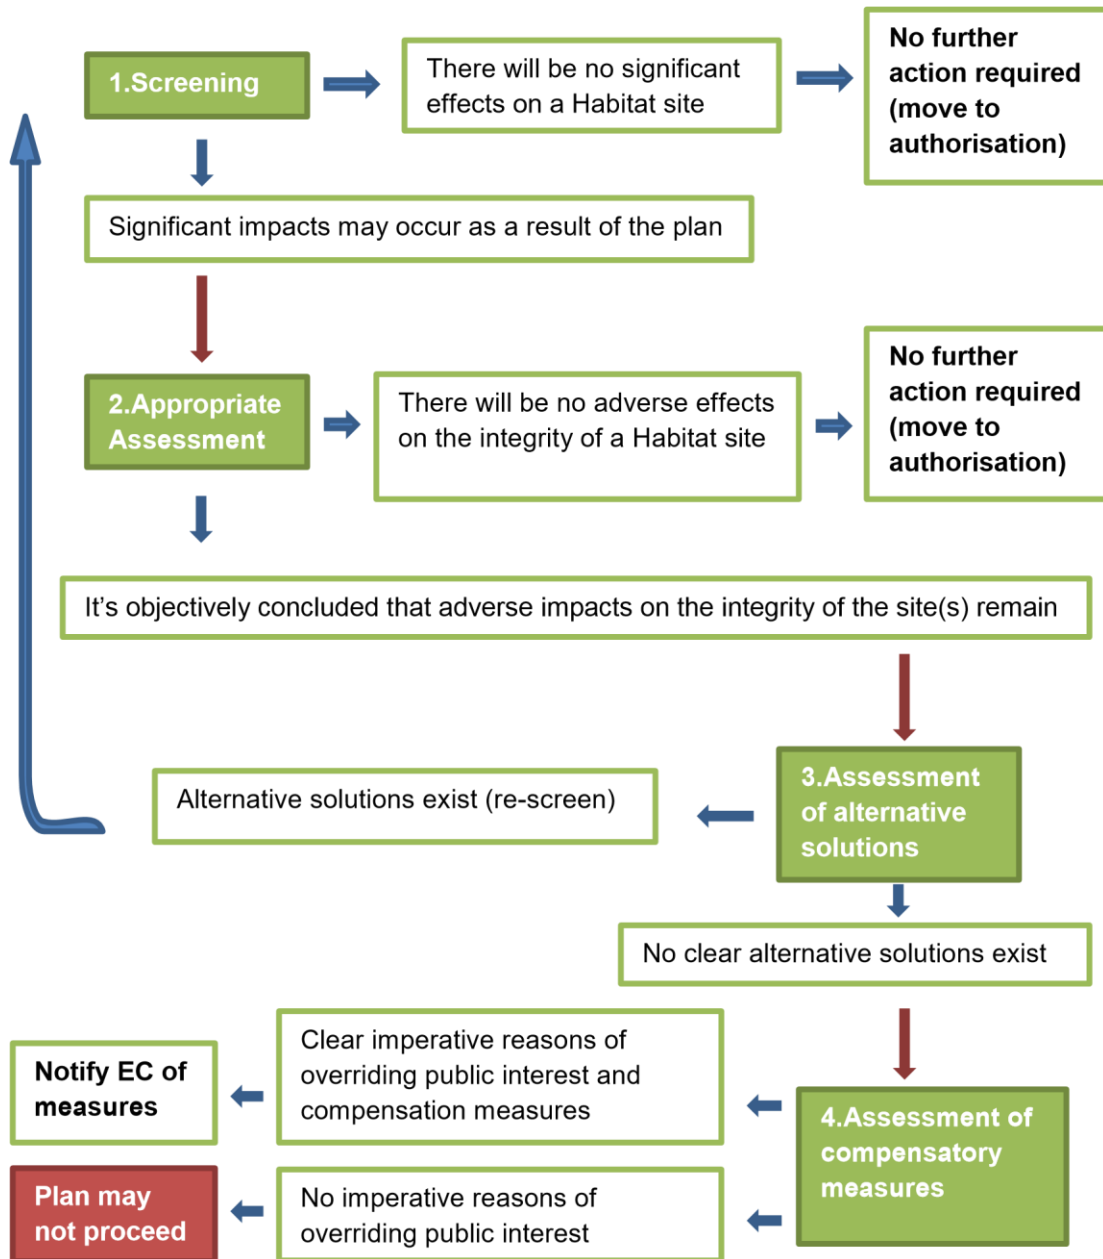 1.Screening
There will be no significant
effects on a Habitat site
No further
action required
(move to
authorisation)
Significant impacts may occur as a result of the plan
2.Appropriate
Assessment
There will be no adverse effects
on the integrity of a Habitat site
No further
action required
(move to
authorisation)
It’s objectively concluded that adverse impacts on the integrity of the site(s) remain
3.Assessment
of alternative
solutions
Alternative solutions exist (re-screen)
No clear alternative solutions exist
4.Assessment of
compensatory
measures
Clear imperative reasons of
overriding public interest and
compensation measures
Notify EC of
measures
No imperative reasons of
overriding public interest
Plan may
not proceed